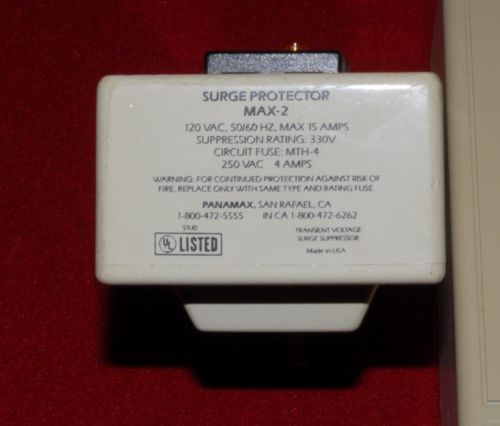 SURGE PROTECTOR
MAX-2
120 VAC, 50/60 HZ, MAX 15 AMPS
SUPPRESSION RATING: 330V
CIRCUIT FUSE: MTH-4
250 VAC 4 AMPS
WARNING: FOR CONTINUED PROTECTION AGAINST RISK OF
FIRE, REPLACE ONLY WITH SAME TYPE AND RATING FUSE.
PANAMAX, SAN RAFAEL, CA
1-800-472-5555 IN CA 1-800-472-6262
5YJ0
UL LISTED
TRANSIENT VOLTAGE
SURGE SUPPRESSOR
Made in USA